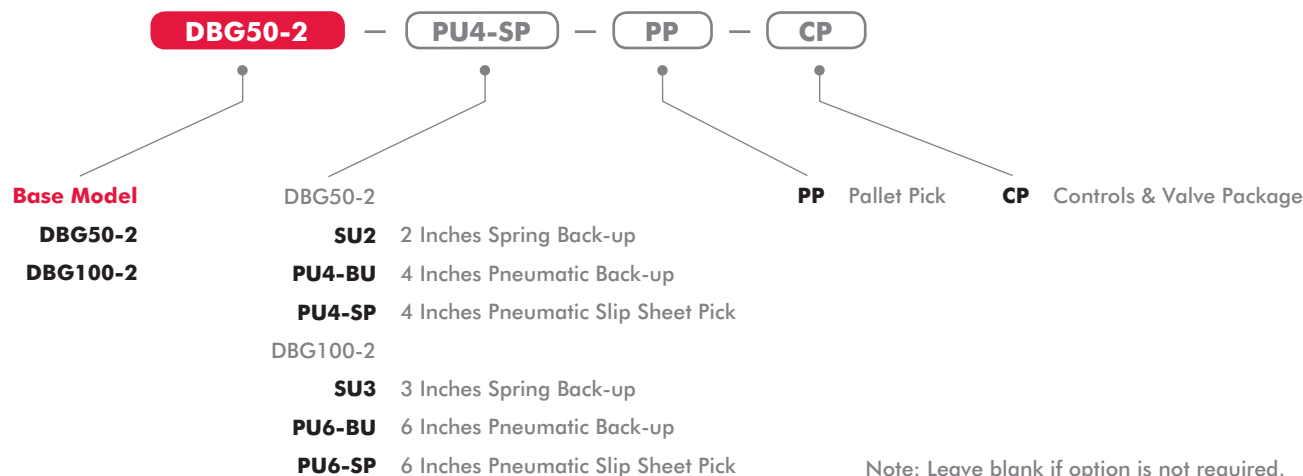 DBG50-2 — PU4-SP — PP — CP
Base Model
DBG50-2
DBG100-2
DBG50-2
SU2 2 Inches Spring Back-up
PU4-BU 4 Inches Pneumatic Back-up
PU4-SP 4 Inches Pneumatic Slip Sheet Pick
DBG100-2
SU3 3 Inches Spring Back-up
PU6-BU 6 Inches Pneumatic Back-up
PU6-SP 6 Inches Pneumatic Slip Sheet Pick
PP Pallet Pick
CP Controls & Valve Package
Note: Leave blank if option is not required.